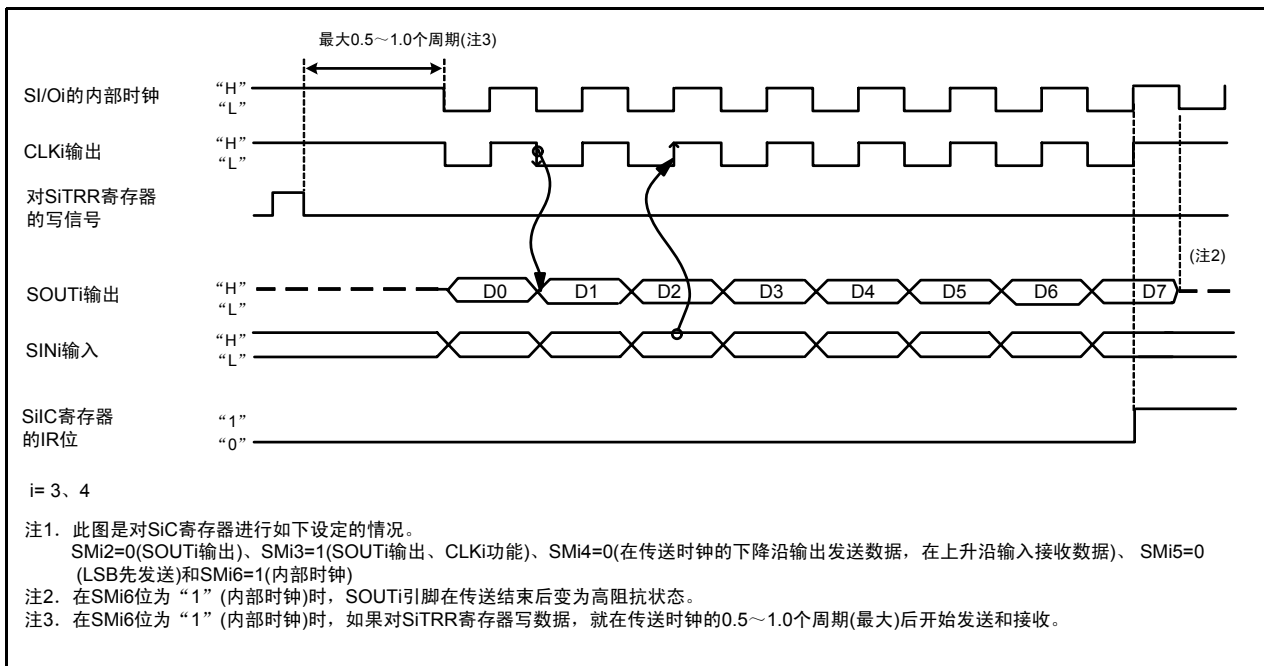 最大0.5～1.0个周期(注3)
SI/Oi的内部时钟
“H”
“L”
CLKi输出
“H”
“L”
对SiTRR寄存器
的写信号
(注2)
SOUTi输出
“H”
“L”
D0 D1 D2 D3 D4 D5 D6 D7
SINi输入
“H”
“L”
SiIC寄存器
的IR位
“1”
“0”
i= 3、4
注1．此图是对SiC寄存器进行如下设定的情况。
SMi2=0(SOUTi输出)、SMi3=1(SOUTi输出、CLKi功能)、SMi4=0(在传送时钟的下降沿输出发送数据，在上升沿输入接收数据)、 SMi5=0
(LSB先发送)和SMi6=1(内部时钟)
注2．在SMi6位为“1”(内部时钟)时，SOUTi引脚在传送结束后变为高阻抗状态。
注3．在SMi6位为“1”(内部时钟)时，如果对SiTRR寄存器写数据，就在传送时钟的0.5～1.0个周期(最大)后开始发送和接收。